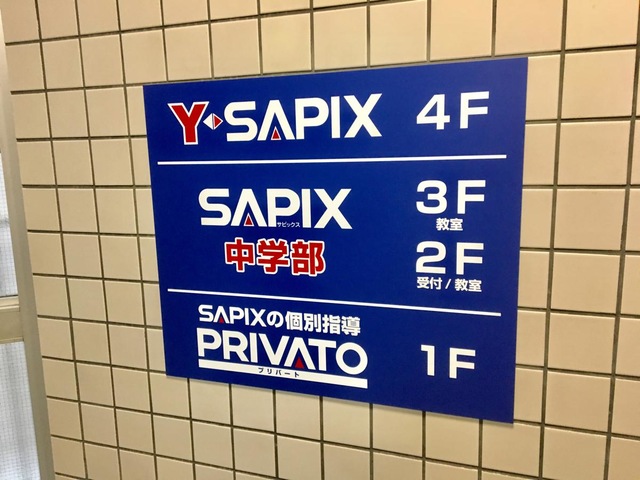 Y SAPIX 4F
SAPIX 3F
サピックス 教室
中学部 2F
受付/教室
SAPIXの個別指導
PRIVATO 1F
プリバート